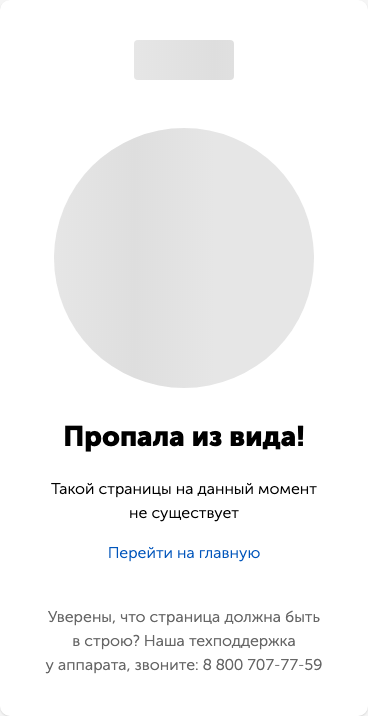 Пропала из вида!
Такой страницы на данный момент
не существует
Перейти на главную
Уверены, что страница должна быть
в строю? Наша техподдержка
у аппарата, звоните: 8 800 707-77-59